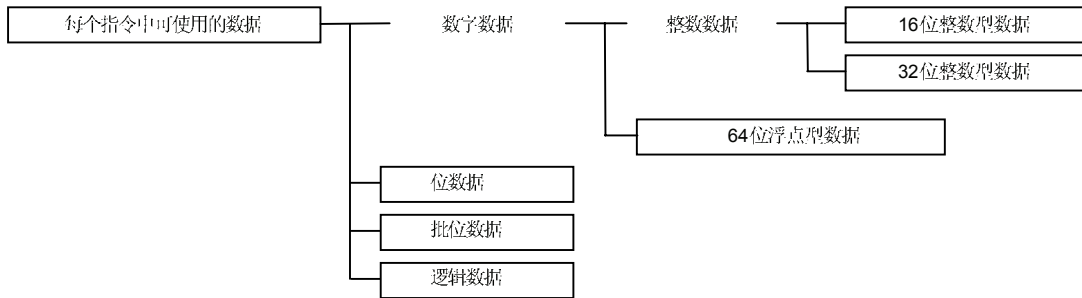 每个指令中可使用的数据
数字数据
整数数据
16位整数型数据
32位整数型数据
64位浮点型数据
位数据
批位数据
逻辑数据